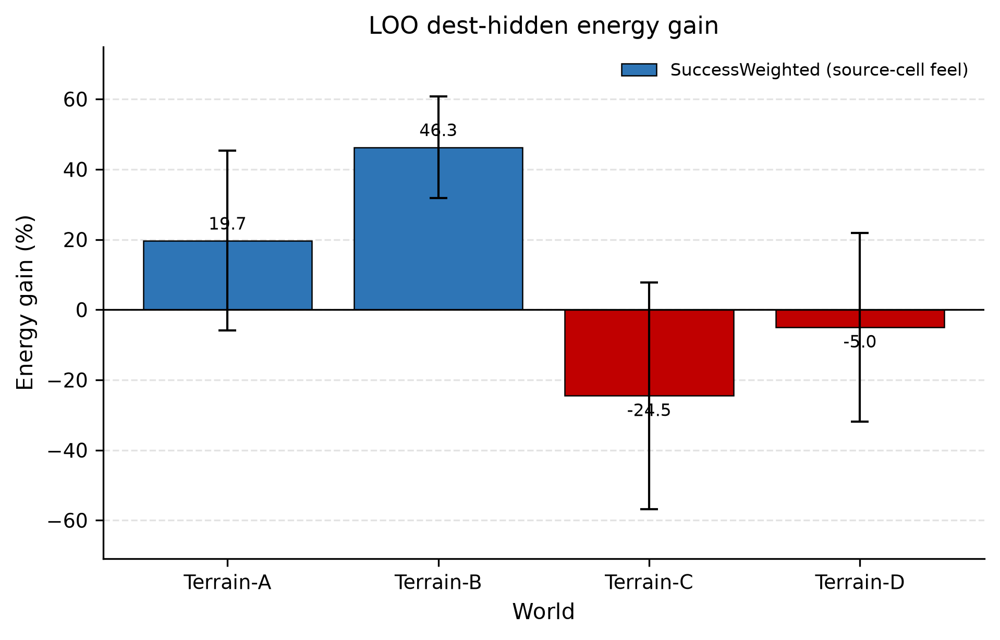 LOO dest-hidden energy gain
SuccessWeighted (source-cell feel)
Energy gain (%)
60
40
20
0
−20
−40
−60
19.7
46.3
-24.5
-5.0
Terrain-A
Terrain-B
Terrain-C
Terrain-D
World